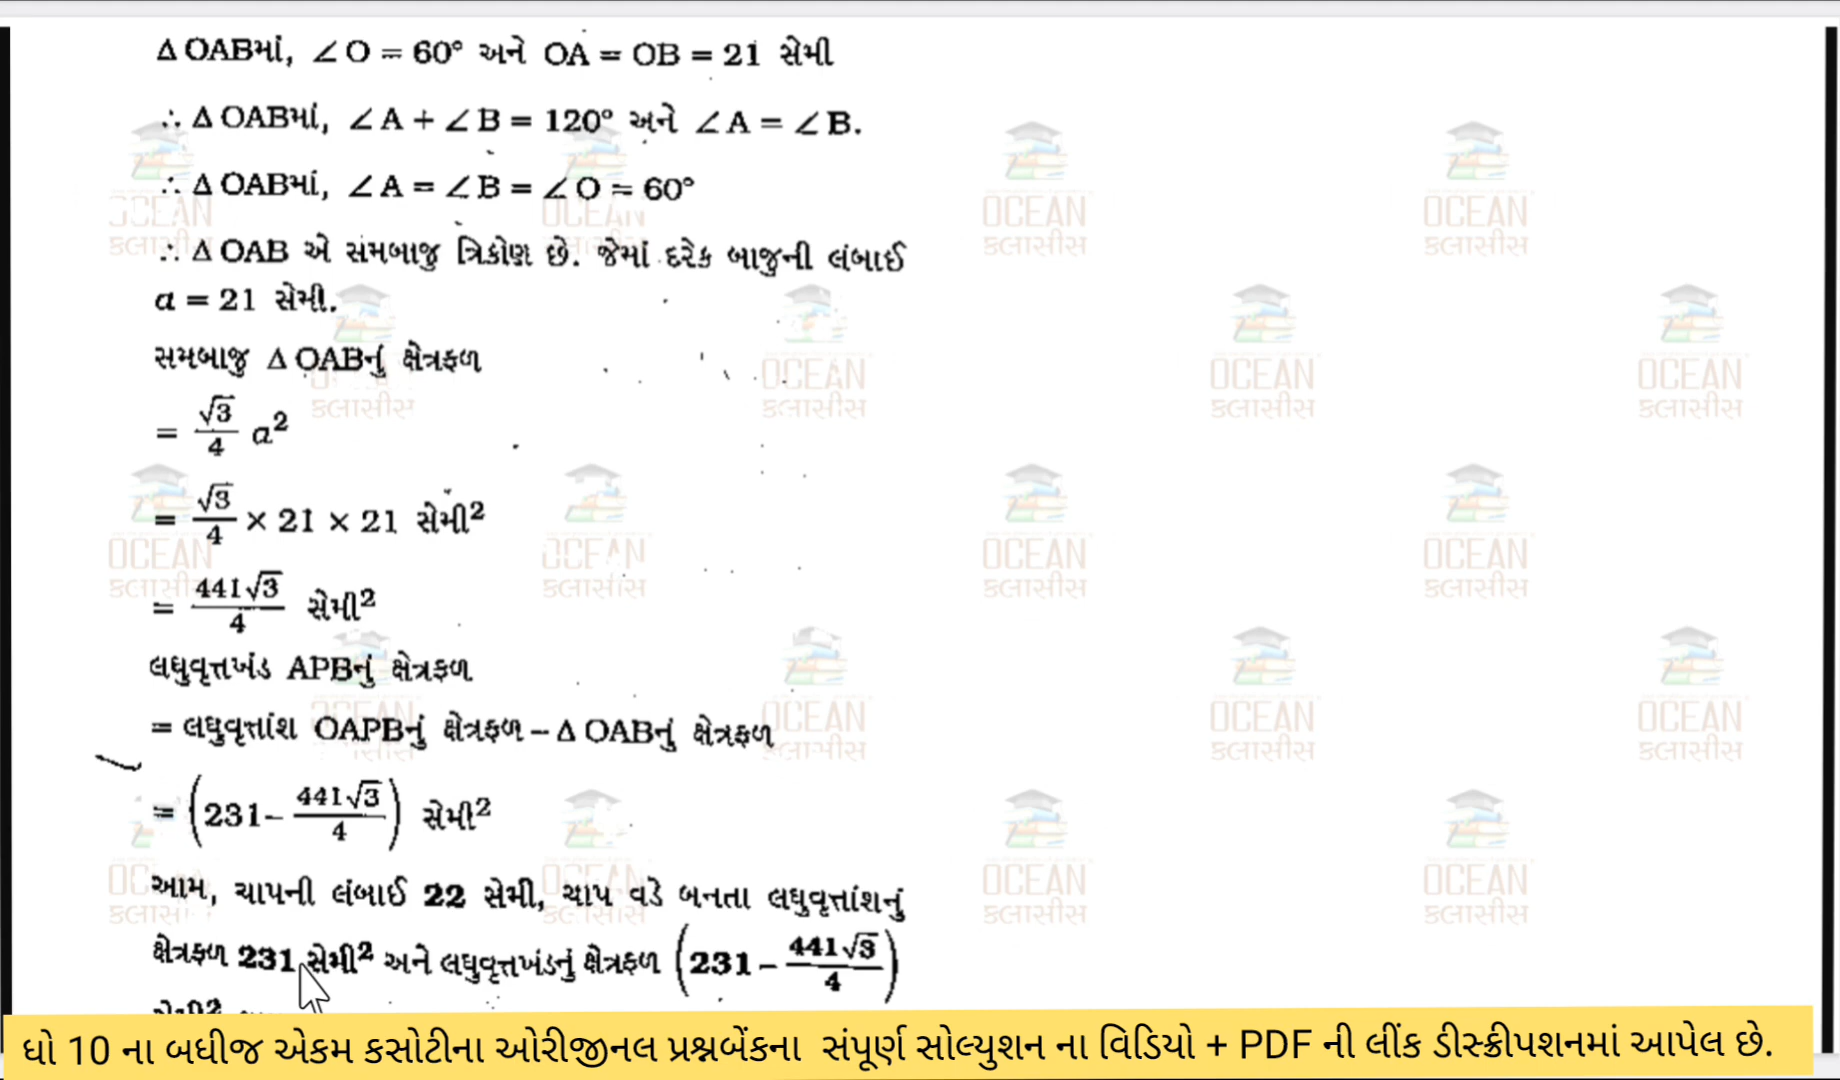 Δ OABમાં, ∠O = 60° અને OA = OB = 21 સેમી
∴ Δ OABમાં, ∠A + ∠B = 120° અને ∠A = ∠B.
∴ Δ OABમાં, ∠A = ∠B = ∠O = 60°
∴ Δ OAB એ સમબાજુ ત્રિકોણ છે. જેમાં દરેક બાજુની લંબાઈ
a = 21 સેમી.
સમબાજુ Δ OABનું ક્ષેત્રફળ
= √3/4 a²
= √3/4 × 21 × 21 સેમી²
= 441√3/4 સેમી²
લઘુવૃત્તખંડ APBનું ક્ષેત્રફળ
= લઘુવૃત્તાંશ OAPBનું ક્ષેત્રફળ – Δ OABનું ક્ષેત્રફળ
= (231– 441√3/4) સેમી²
આમ, ચાપની લંબાઈ 22 સેમી, ચાપ વડે બનતા લઘુવૃત્તાંશનું
ક્ષેત્રફળ 231 સેમી² અને લઘુવૃત્તખંડનું ક્ષેત્રફળ (231 – 441√3/4)
OCEAN
કલાસીસ
ધો 10 ના બધીજ એકમ કસોટીના ઓરીજીનલ પ્રશ્નબેંકના સંપૂર્ણ સોલ્યુશન ના વિડિયો + PDF ની લીંક ડીસ્ક્રીપશનમાં આપેલ છે.